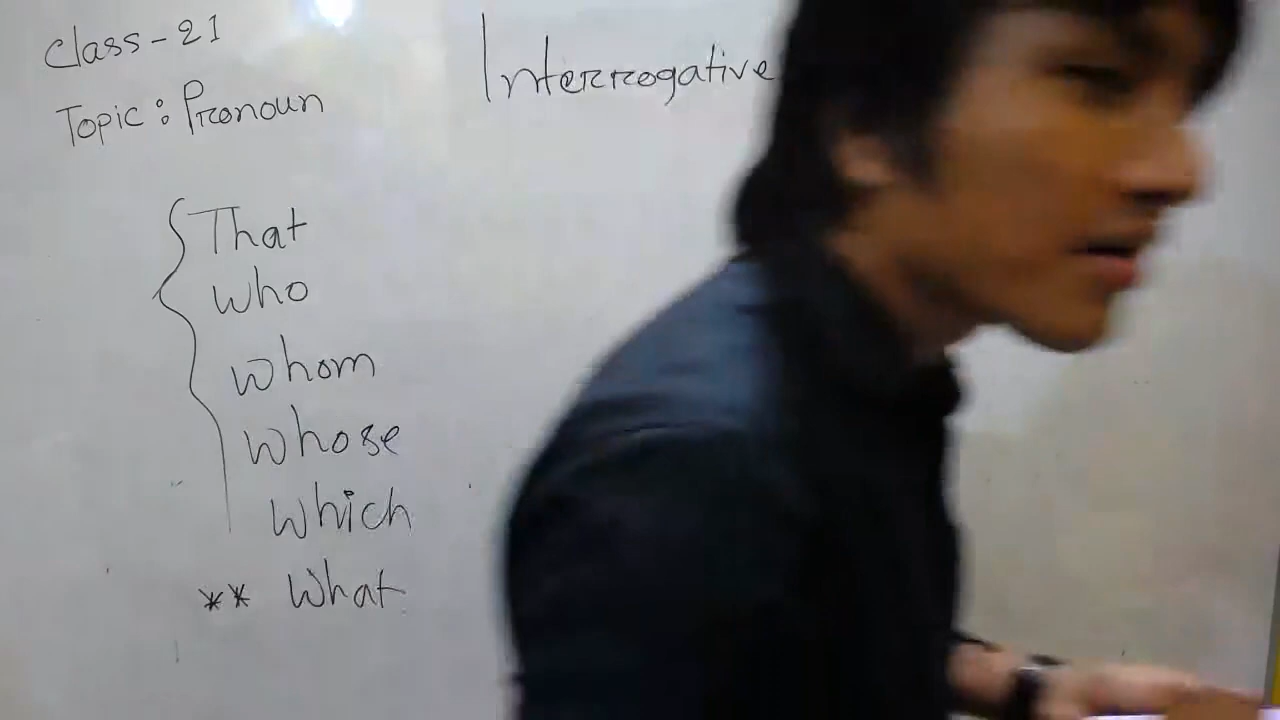 Class-21
Topic: Pronoun
Interrogative
That
who
whom
whose
which
** What